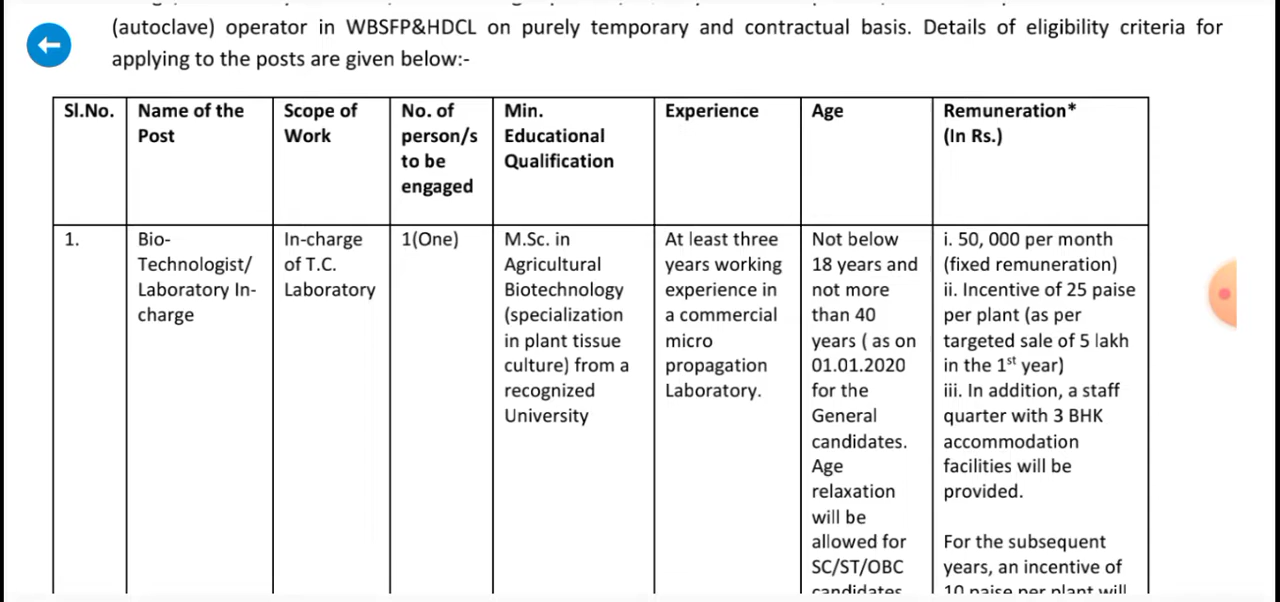 (autoclave) operator in WBSFP&HDCL on purely temporary and contractual basis. Details of eligibility criteria for
applying to the posts are given below:-
Sl.No.
Name of the
Post
Scope of
Work
No. of
person/s
to be
engaged
Min.
Educational
Qualification
Experience
Age
Remuneration*
(In Rs.)
1.
Bio-
Technologist/
Laboratory In-
charge
In-charge
of T.C.
Laboratory
1(One)
M.Sc. in
Agricultural
Biotechnology
(specialization
in plant tissue
culture) from a
recognized
University
At least three
years working
experience in
a commercial
micro
propagation
Laboratory.
Not below
18 years and
not more
than 40
years ( as on
01.01.2020
for the
General
candidates.
Age
relaxation
will be
allowed for
SC/ST/OBC
candidates
i. 50, 000 per month
(fixed remuneration)
ii. Incentive of 25 paise
per plant (as per
targeted sale of 5 lakh
in the 1st year)
iii. In addition, a staff
quarter with 3 BHK
accommodation
facilities will be
provided.
For the subsequent
years, an incentive of
10 paise per plant will